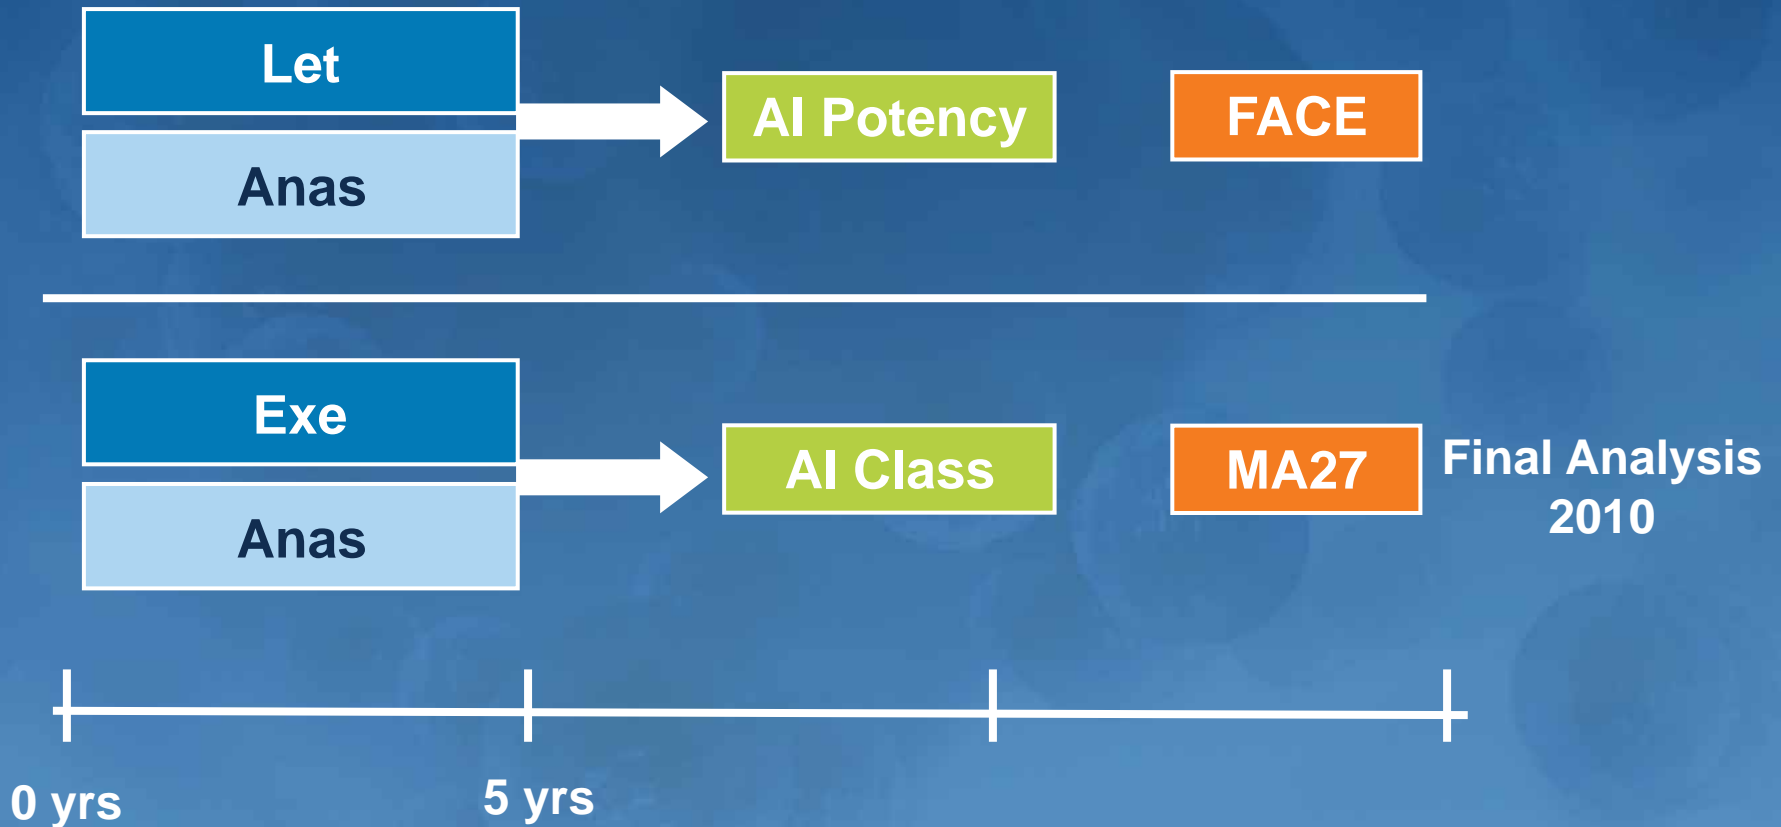 Let
Anas
AI Potency
FACE
Exe
Anas
AI Class
MA27
Final Analysis
2010
0 yrs
5 yrs